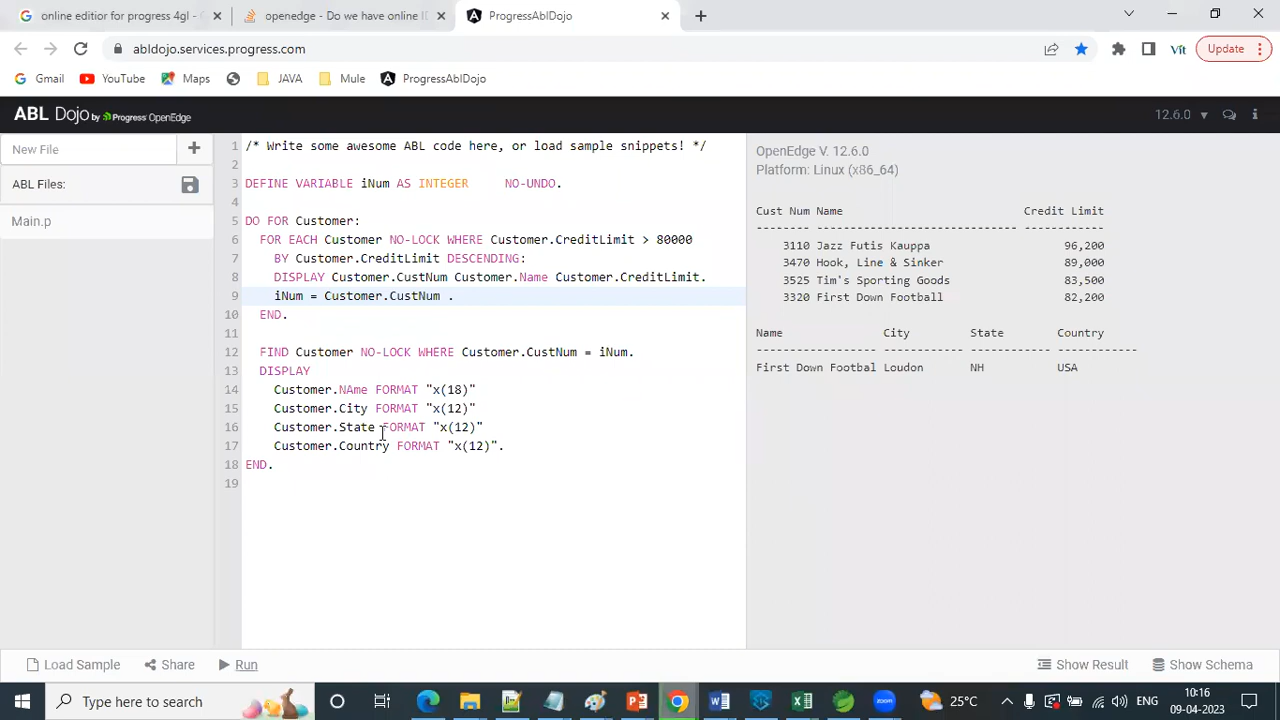 online editior for progress 4gl - G
openedge - Do we have online ID
ProgressAblDojo
abldojo.services.progress.com
Vit
Update
Gmail
YouTube
Maps
JAVA
Mule
ProgressAblDojo
ABL Dojo by Progress OpenEdge
12.6.0
New File
ABL Files:
Main.p
1 /* Write some awesome ABL code here, or load sample snippets! */
2
3 DEFINE VARIABLE iNum AS INTEGER     NO-UNDO.
4
5 DO FOR Customer:
6   FOR EACH Customer NO-LOCK WHERE Customer.CreditLimit > 80000
7     BY Customer.CreditLimit DESCENDING:
8     DISPLAY Customer.CustNum Customer.Name Customer.CreditLimit.
9     iNum = Customer.CustNum .
10   END.
11
12   FIND Customer NO-LOCK WHERE Customer.CustNum = iNum.
13   DISPLAY
14     Customer.NAme FORMAT "x(18)"
15     Customer.City FORMAT "x(12)"
16     Customer.State FORMAT "x(12)"
17     Customer.Country FORMAT "x(12)".
18 END.
19
OpenEdge V. 12.6.0
Platform: Linux (x86_64)
Cust Num Name Credit Limit
-------- ------------------------------ ------------
3110 Jazz Futis Kauppa 96,200
3470 Hook, Line & Sinker 89,000
3525 Tim's Sporting Goods 83,500
3320 First Down Football 82,200
Name City State Country
------------------ ------------ ------------ ------------
First Down Footbal Loudon NH USA
Load Sample
Share
Run
Show Result
Show Schema
Type here to search
25°C
ENG
10:16
09-04-2023